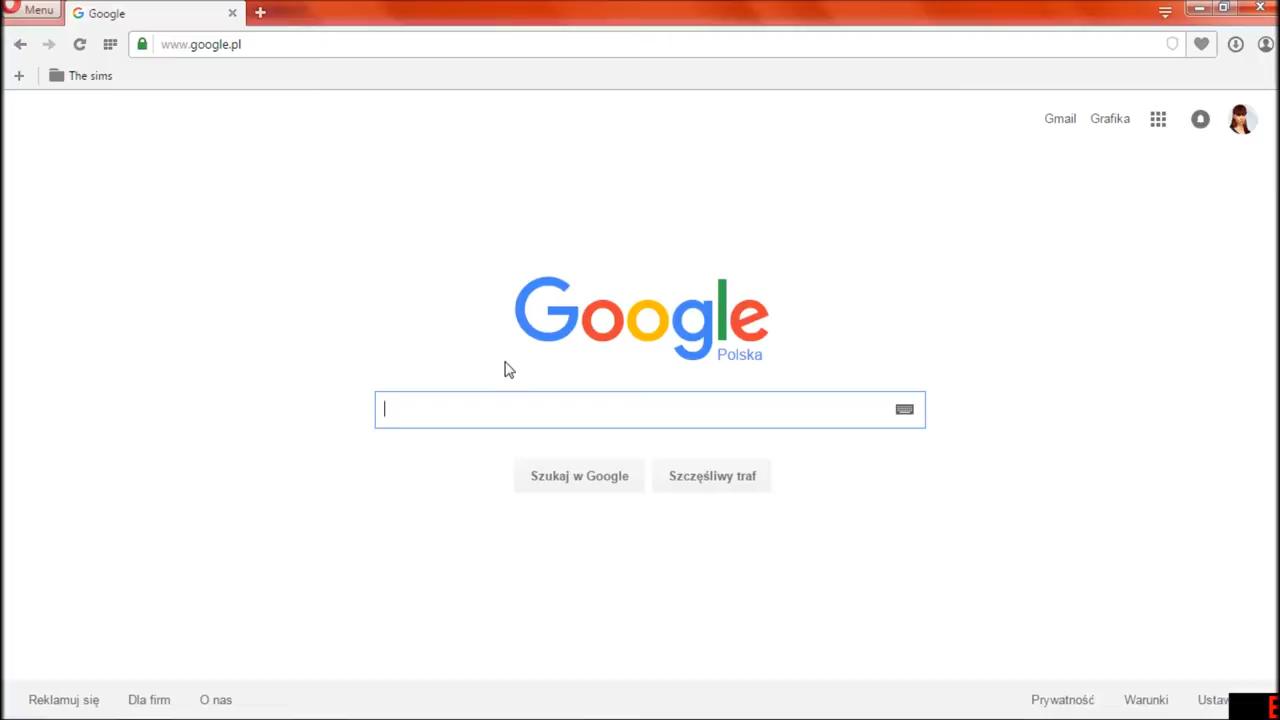 Menu
Google
www.google.pl
The sims
Gmail Grafika
Google
Polska
Szukaj w Google
Szczęśliwy traf
Reklamuj się Dla firm O nas
Prywatność Warunki